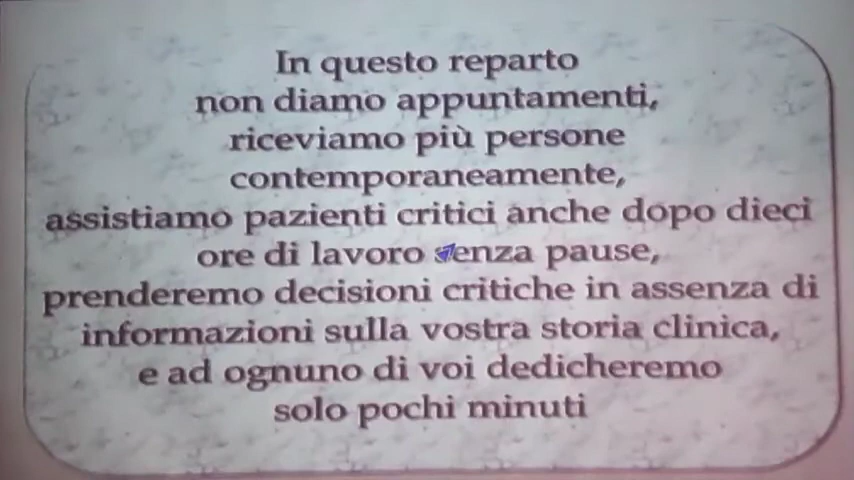 In questo reparto
non diamo appuntamenti,
riceviamo più persone
contemporaneamente,
assistiamo pazienti critici anche dopo dieci
ore di lavoro senza pause,
prenderemo decisioni critiche in assenza di
informazioni sulla vostra storia clinica,
e ad ognuno di voi dedicheremo
solo pochi minuti